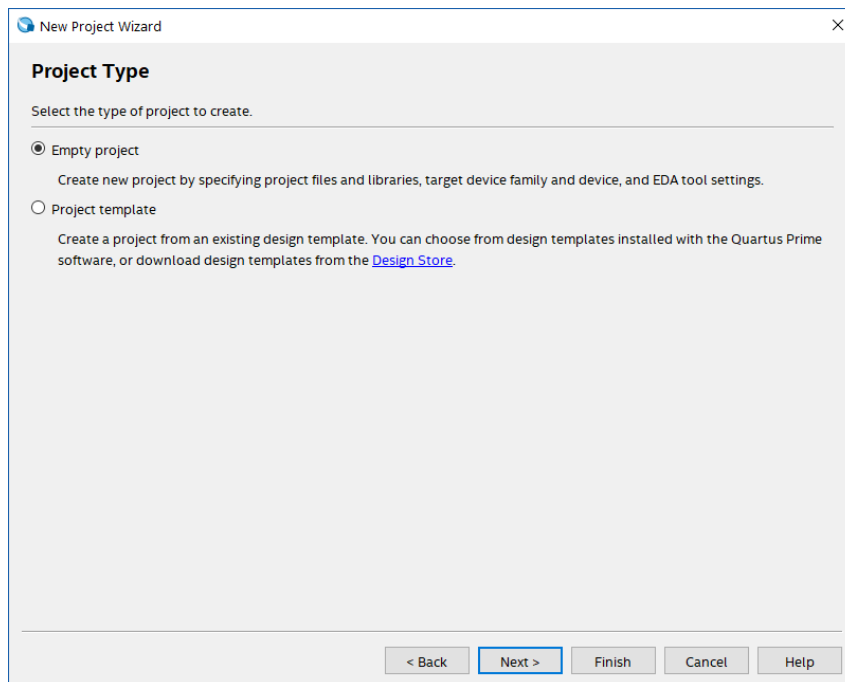 New Project Wizard
Project Type
Select the type of project to create.
Empty project
Create new project by specifying project files and libraries, target device family and device, and EDA tool settings.
Project template
Create a project from an existing design template. You can choose from design templates installed with the Quartus Prime
software, or download design templates from the Design Store.
< Back Next > Finish Cancel Help